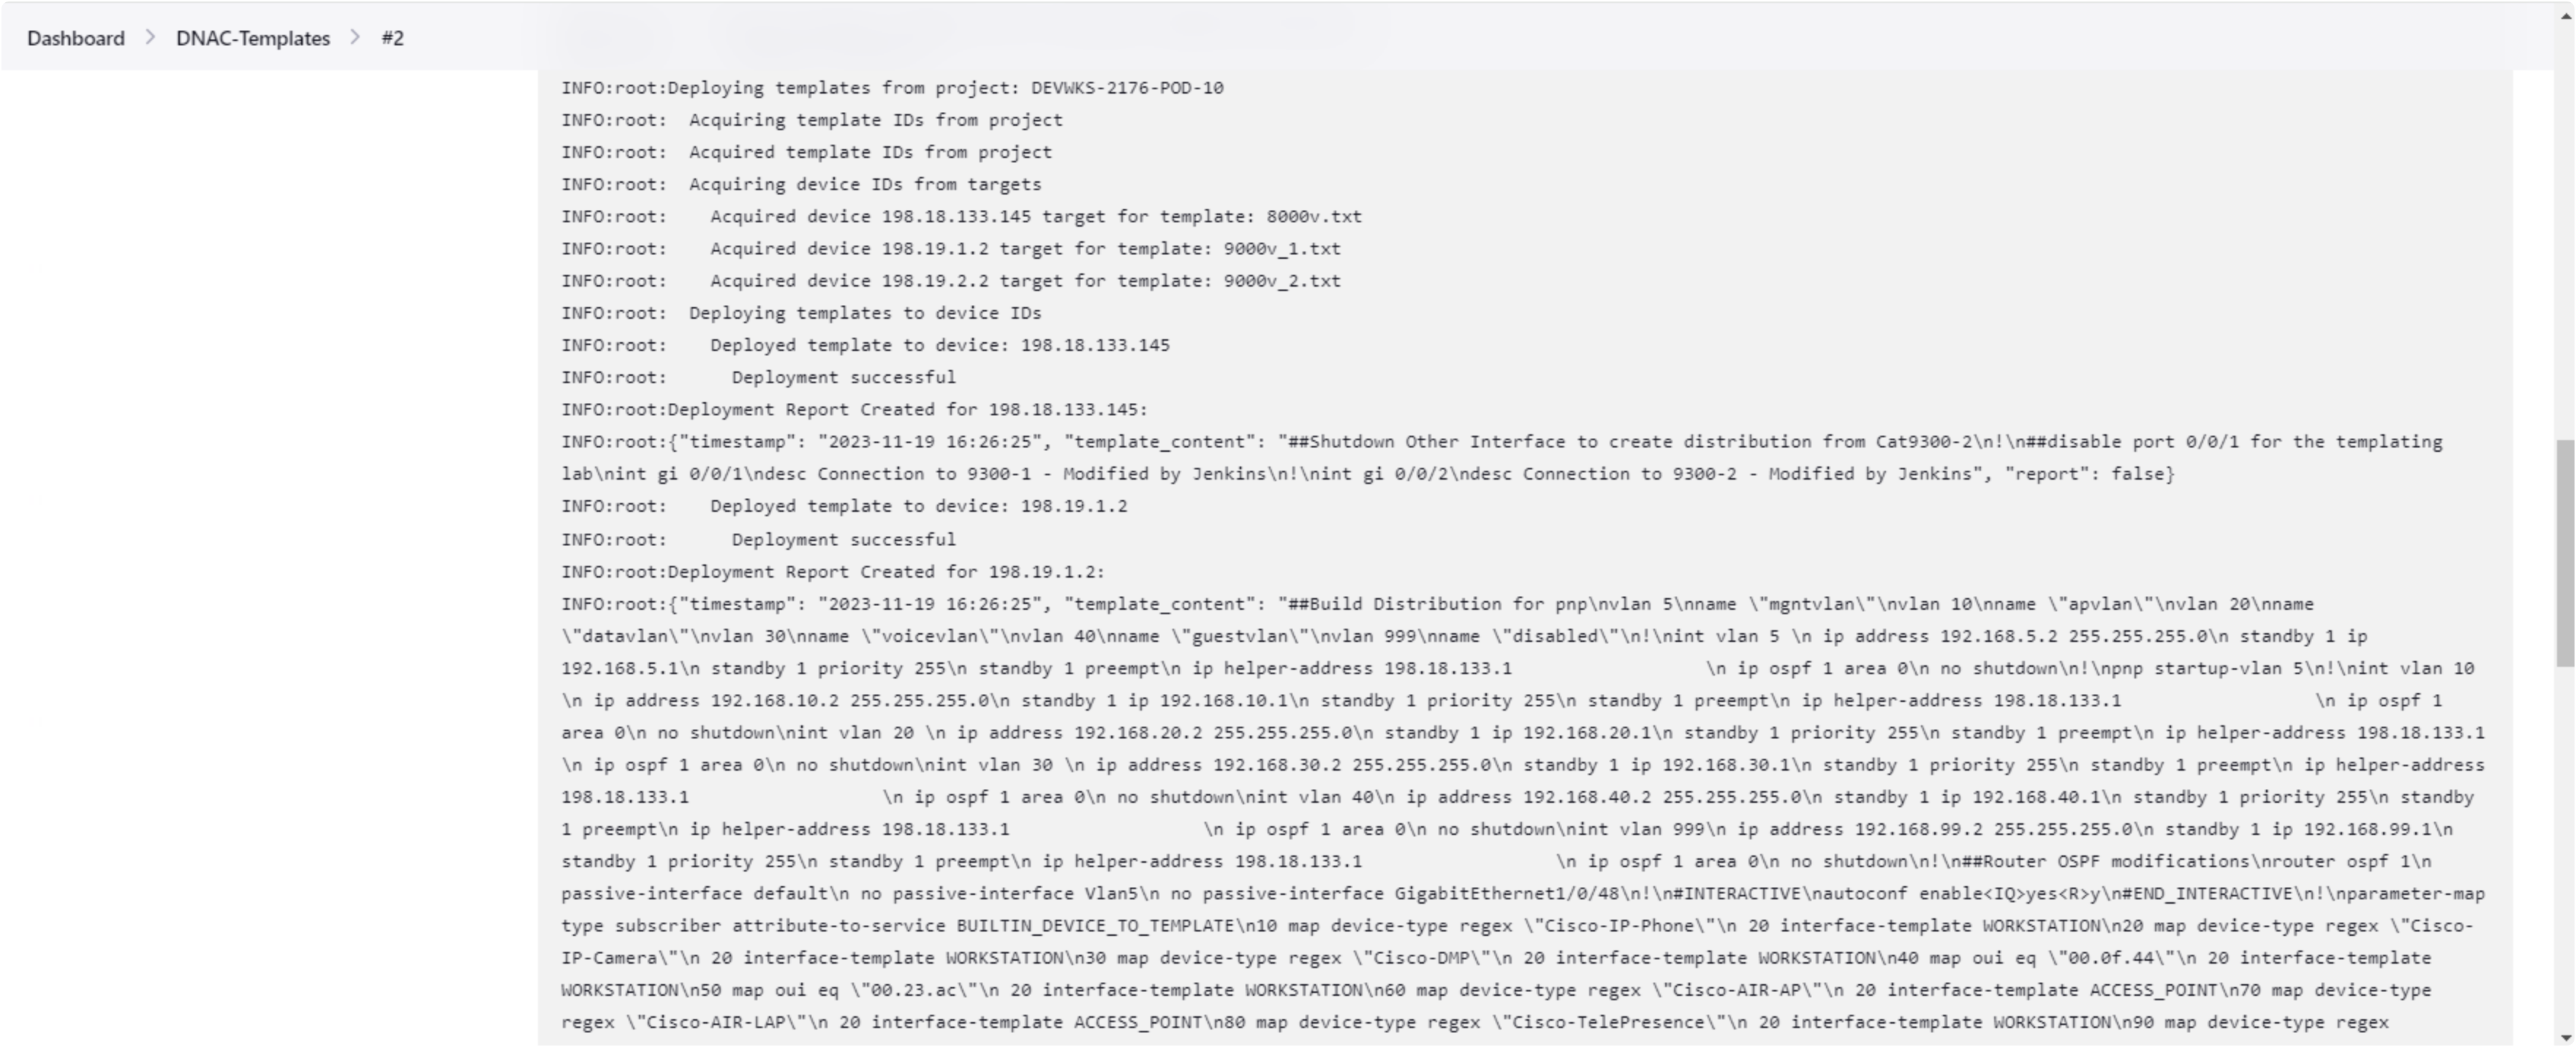 Dashboard > DNAC-Templates > #2
INFO:root:Deploying templates from project: DEVWKS-2176-POD-10
INFO:root:  Acquiring template IDs from project
INFO:root:  Acquired template IDs from project
INFO:root:  Acquiring device IDs from targets
INFO:root:    Acquired device 198.18.133.145 target for template: 8000v.txt
INFO:root:    Acquired device 198.19.1.2 target for template: 9000v_1.txt
INFO:root:    Acquired device 198.19.2.2 target for template: 9000v_2.txt
INFO:root:  Deploying templates to device IDs
INFO:root:    Deployed template to device: 198.18.133.145
INFO:root:      Deployment successful
INFO:root:Deployment Report Created for 198.18.133.145:
INFO:root:{"timestamp": "2023-11-19 16:26:25", "template_content": "##Shutdown Other Interface to create distribution from Cat9300-2\n!\n##disable port 0/0/1 for the templating
lab\nint gi 0/0/1\ndesc Connection to 9300-1 - Modified by Jenkins\n!\nint gi 0/0/2\ndesc Connection to 9300-2 - Modified by Jenkins", "report": false}
INFO:root:    Deployed template to device: 198.19.1.2
INFO:root:      Deployment successful
INFO:root:Deployment Report Created for 198.19.1.2:
INFO:root:{"timestamp": "2023-11-19 16:26:25", "template_content": "##Build Distribution for pnp\nvlan 5\nname \"mgntvlan\"\nvlan 10\nname \"apvlan\"\nvlan 20\nname
\"datavlan\"\nvlan 30\nname \"voicevlan\"\nvlan 40\nname \"guestvlan\"\nvlan 999\nname \"disabled\"\n!\nint vlan 5 \n ip address 192.168.5.2 255.255.255.0\n standby 1 ip
192.168.5.1\n standby 1 priority 255\n standby 1 preempt\n ip helper-address 198.18.133.1                  \n ip ospf 1 area 0\n no shutdown\n!\npnp startup-vlan 5\n!\nint vlan 10
\n ip address 192.168.10.2 255.255.255.0\n standby 1 ip 192.168.10.1\n standby 1 priority 255\n standby 1 preempt\n ip helper-address 198.18.133.1                  \n ip ospf 1
area 0\n no shutdown\nint vlan 20 \n ip address 192.168.20.2 255.255.255.0\n standby 1 ip 192.168.20.1\n standby 1 priority 255\n standby 1 preempt\n ip helper-address 198.18.133.1
\n ip ospf 1 area 0\n no shutdown\nint vlan 30 \n ip address 192.168.30.2 255.255.255.0\n standby 1 ip 192.168.30.1\n standby 1 priority 255\n standby 1 preempt\n ip helper-address
198.18.133.1                  \n ip ospf 1 area 0\n no shutdown\nint vlan 40\n ip address 192.168.40.2 255.255.255.0\n standby 1 ip 192.168.40.1\n standby 1 priority 255\n standby
1 preempt\n ip helper-address 198.18.133.1                  \n ip ospf 1 area 0\n no shutdown\nint vlan 999\n ip address 192.168.99.2 255.255.255.0\n standby 1 ip 192.168.99.1\n
standby 1 priority 255\n standby 1 preempt\n ip helper-address 198.18.133.1                  \n ip ospf 1 area 0\n no shutdown\n!\n##Router OSPF modifications\nrouter ospf 1\n
passive-interface default\n no passive-interface Vlan5\n no passive-interface GigabitEthernet1/0/48\n!\n#INTERACTIVE\nautoconf enable<IQ>yes<R>y\n#END_INTERACTIVE\n!\nparameter-map
type subscriber attribute-to-service BUILTIN_DEVICE_TO_TEMPLATE\n10 map device-type regex \"Cisco-IP-Phone\"\n 20 interface-template WORKSTATION\n20 map device-type regex \"Cisco-
IP-Camera\"\n 20 interface-template WORKSTATION\n30 map device-type regex \"Cisco-DMP\"\n 20 interface-template WORKSTATION\n40 map oui eq \"00.0f.44\"\n 20 interface-template
WORKSTATION\n50 map oui eq \"00.23.ac\"\n 20 interface-template WORKSTATION\n60 map device-type regex \"Cisco-AIR-AP\"\n 20 interface-template ACCESS_POINT\n70 map device-type
regex \"Cisco-AIR-LAP\"\n 20 interface-template ACCESS_POINT\n80 map device-type regex \"Cisco-TelePresence\"\n 20 interface-template WORKSTATION\n90 map device-type regex